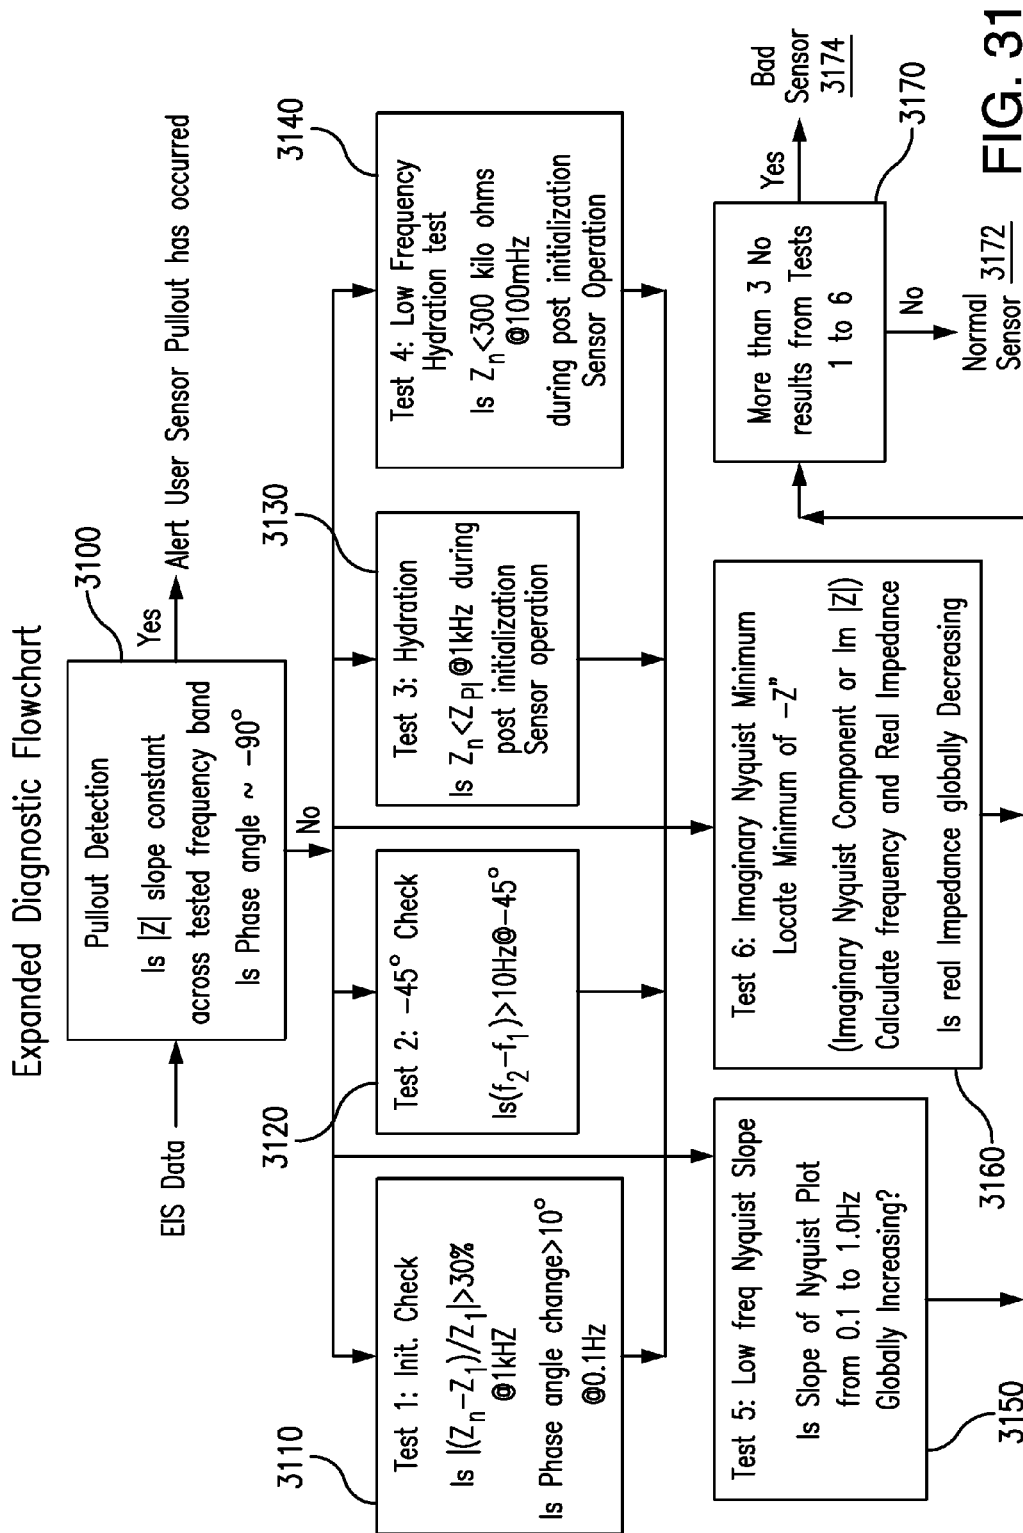 Expanded Diagnostic Flowchart
EIS Data
Pullout Detection
Is |Z| slope constant
across tested frequency band
Is Phase angle ~ -90°
3100
Yes
Alert User Sensor Pullout has occurred
No
3110
Test 1: Init. Check
Is |(Zn-Z1)/Z1|>30%
@1kHZ
Is Phase angle change>10°
@0.1Hz
3120
Test 2: -45° Check
Is(f2-f1)>10Hz@-45°
3130
Test 3: Hydration
Is Zn<ZPI @1kHz during
post initialization
Sensor operation
3140
Test 4: Low Frequency
Hydration test
Is Zn<300 kilo ohms
@100mHz
during post initialization
Sensor Operation
Test 5: Low freq Nyquist Slope
Is Slope of Nyquist Plot
from 0.1 to 1.0Hz
Globally Increasing?
3150
Test 6: Imaginary Nyquist Minimum
Locate Minimum of -Z"
(Imaginary Nyquist Component or Im |Z|)
Calculate frequency and Real Impedance
Is real Impedance globally Decreasing
3160
More than 3 No
results from Tests
1 to 6
3170
Yes
Bad
Sensor
3174
No
Normal
Sensor 3172
FIG. 31